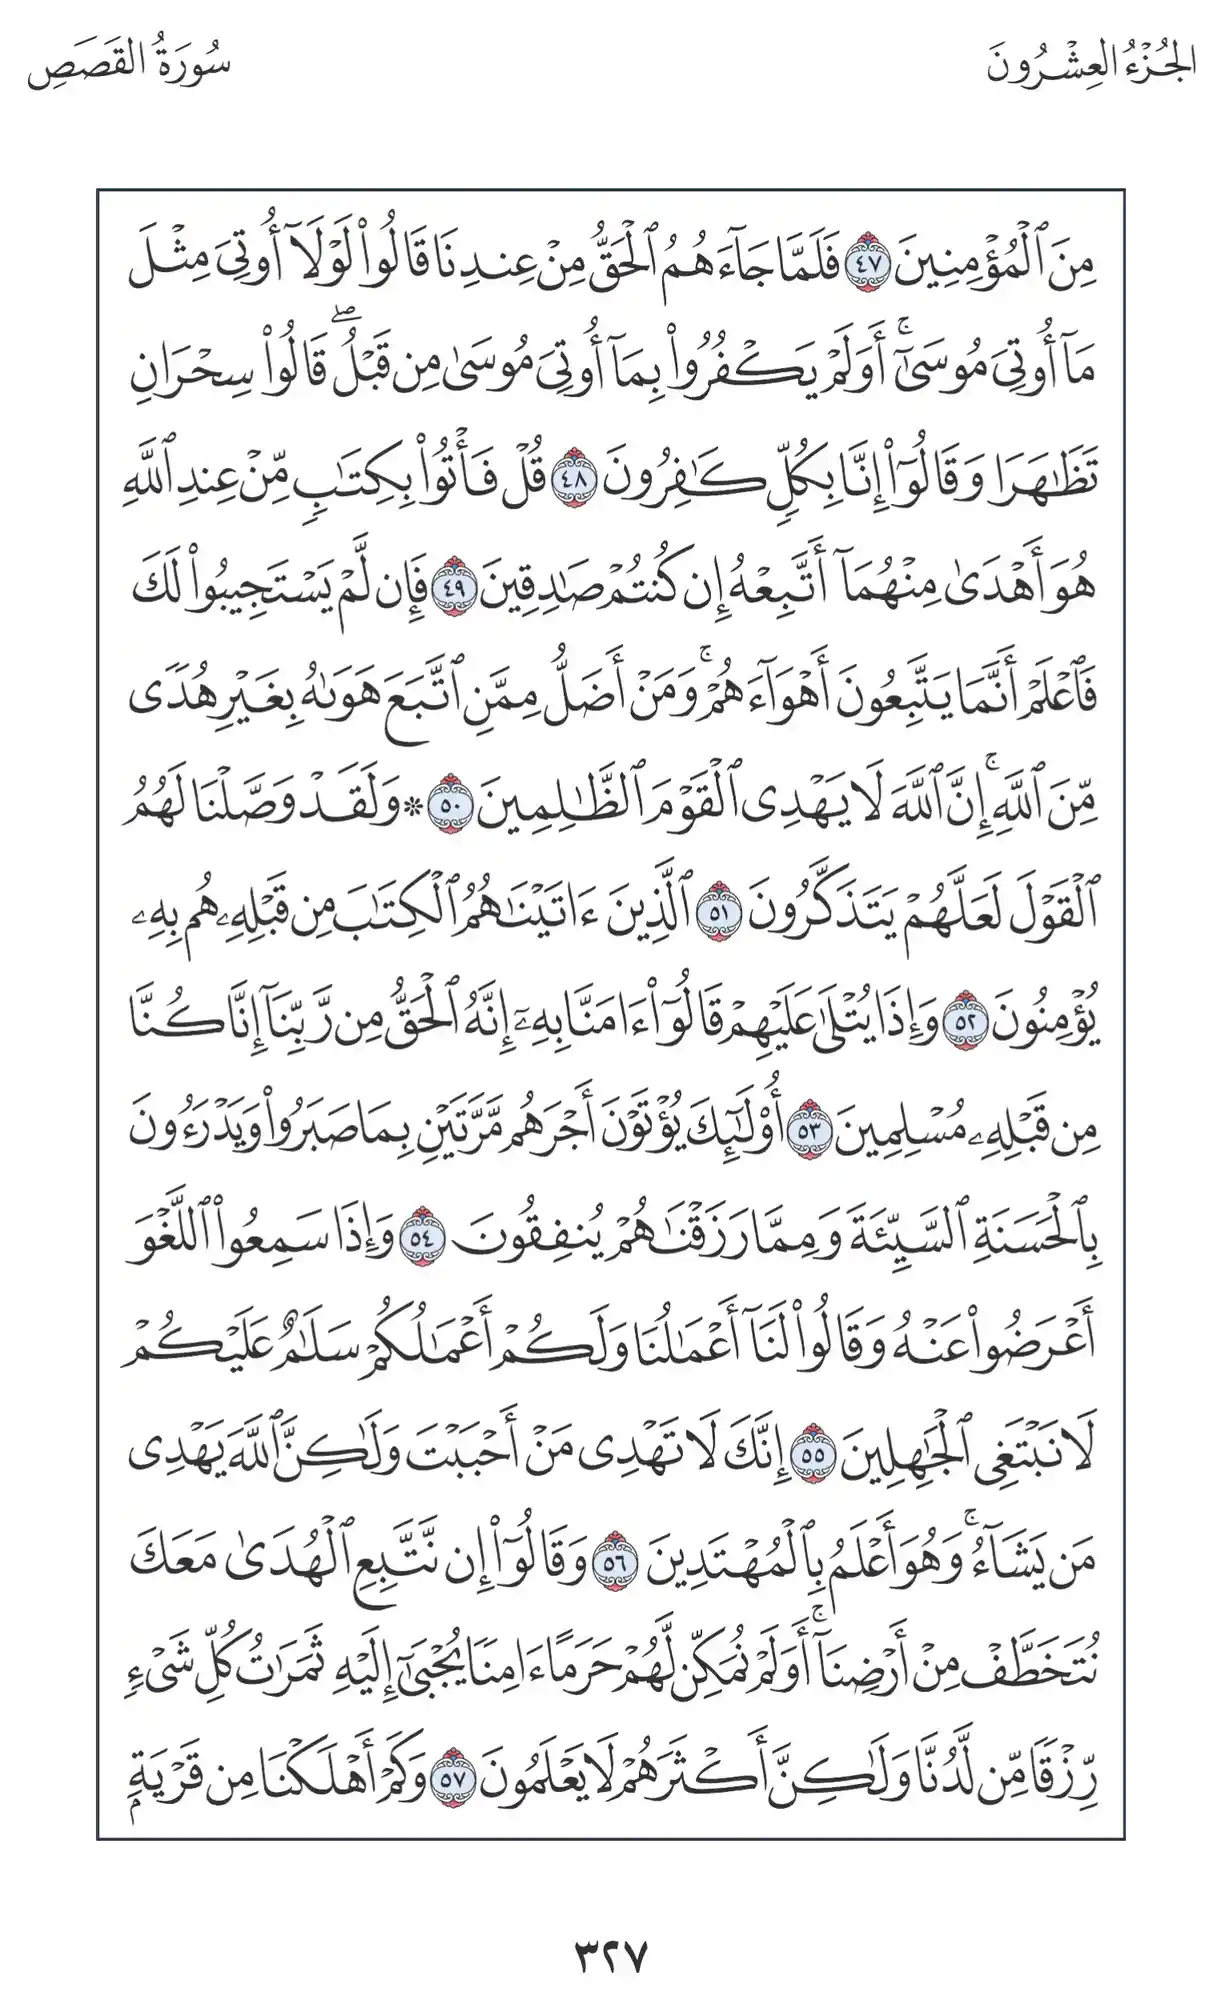 الجُزْءُ العِشْرُونَ
سُورَةُ القَصَصِ
مِنَ ٱلْمُؤْمِنِينَ ٤٧ فَلَمَّا جَآءَهُمُ ٱلْحَقُّ مِنْ عِندِنَا قَالُوا۟ لَوْلَآ أُوتِىَ مِثْلَ
مَآ أُوتِىَ مُوسَىٰٓ ۚ أَوَلَمْ يَكْفُرُوا۟ بِمَآ أُوتِىَ مُوسَىٰ مِن قَبْلُ ۖ قَالُوا۟ سِحْرَانِ
تَظَٰهَرَا وَقَالُوٓا۟ إِنَّا بِكُلٍّ كَٰفِرُونَ ٤٨ قُلْ فَأْتُوا۟ بِكِتَٰبٍ مِّنْ عِندِ ٱللَّهِ
هُوَ أَهْدَىٰ مِنْهُمَآ أَتَّبِعْهُ إِن كُنتُمْ صَٰدِقِينَ ٤٩ فَإِن لَّمْ يَسْتَجِيبُوا۟ لَكَ
فَٱعْلَمْ أَنَّمَا يَتَّبِعُونَ أَهْوَآءَهُمْ ۚ وَمَنْ أَضَلُّ مِمَّنِ ٱتَّبَعَ هَوَىٰهُ بِغَيْرِ هُدًى
مِّنَ ٱللَّهِ ۚ إِنَّ ٱللَّهَ لَا يَهْدِى ٱلْقَوْمَ ٱلظَّٰلِمِينَ ٥٠ * وَلَقَدْ وَصَّلْنَا لَهُمُ
ٱلْقَوْلَ لَعَلَّهُمْ يَتَذَكَّرُونَ ٥١ ٱلَّذِينَ ءَاتَيْنَٰهُمُ ٱلْكِتَٰبَ مِن قَبْلِهِۦ هُم بِهِۦ
يُؤْمِنُونَ ٥٢ وَإِذَا يُتْلَىٰ عَلَيْهِمْ قَالُوٓا۟ ءَامَنَّا بِهِۦٓ إِنَّهُ ٱلْحَقُّ مِن رَّبِّنَآ إِنَّا كُنَّا
مِن قَبْلِهِۦ مُسْلِمِينَ ٥٣ أُو۟لَٰٓئِكَ يُؤْتَوْنَ أَجْرَهُم مَّرَّتَيْنِ بِمَا صَبَرُوا۟ وَيَدْرَءُونَ
بِٱلْحَسَنَةِ ٱلسَّيِّئَةَ وَمِمَّا رَزَقْنَٰهُمْ يُنفِقُونَ ٥٤ وَإِذَا سَمِعُوا۟ ٱللَّغْوَ
أَعْرَضُوا۟ عَنْهُ وَقَالُوا۟ لَنَآ أَعْمَٰلُنَا وَلَكُمْ أَعْمَٰلُكُمْ سَلَٰمٌ عَلَيْكُمْ
لَا نَبْتَغِى ٱلْجَٰهِلِينَ ٥٥ إِنَّكَ لَا تَهْدِى مَنْ أَحْبَبْتَ وَلَٰكِنَّ ٱللَّهَ يَهْدِى
مَن يَشَآءُ ۚ وَهُوَ أَعْلَمُ بِٱلْمُهْتَدِينَ ٥٦ وَقَالُوٓا۟ إِن نَّتَّبِعِ ٱلْهُدَىٰ مَعَكَ
نُتَخَطَّفْ مِنْ أَرْضِنَآ ۚ أَوَلَمْ نُمَكِّن لَّهُمْ حَرَمًا ءَامِنًا يُجْبَىٰٓ إِلَيْهِ ثَمَرَٰتُ كُلِّ شَىْءٍ
رِّزْقًا مِّن لَّدُنَّا وَلَٰكِنَّ أَكْثَرَهُمْ لَا يَعْلَمُونَ ٥٧ وَكَمْ أَهْلَكْنَا مِن قَرْيَةٍۭ
٣٢٧